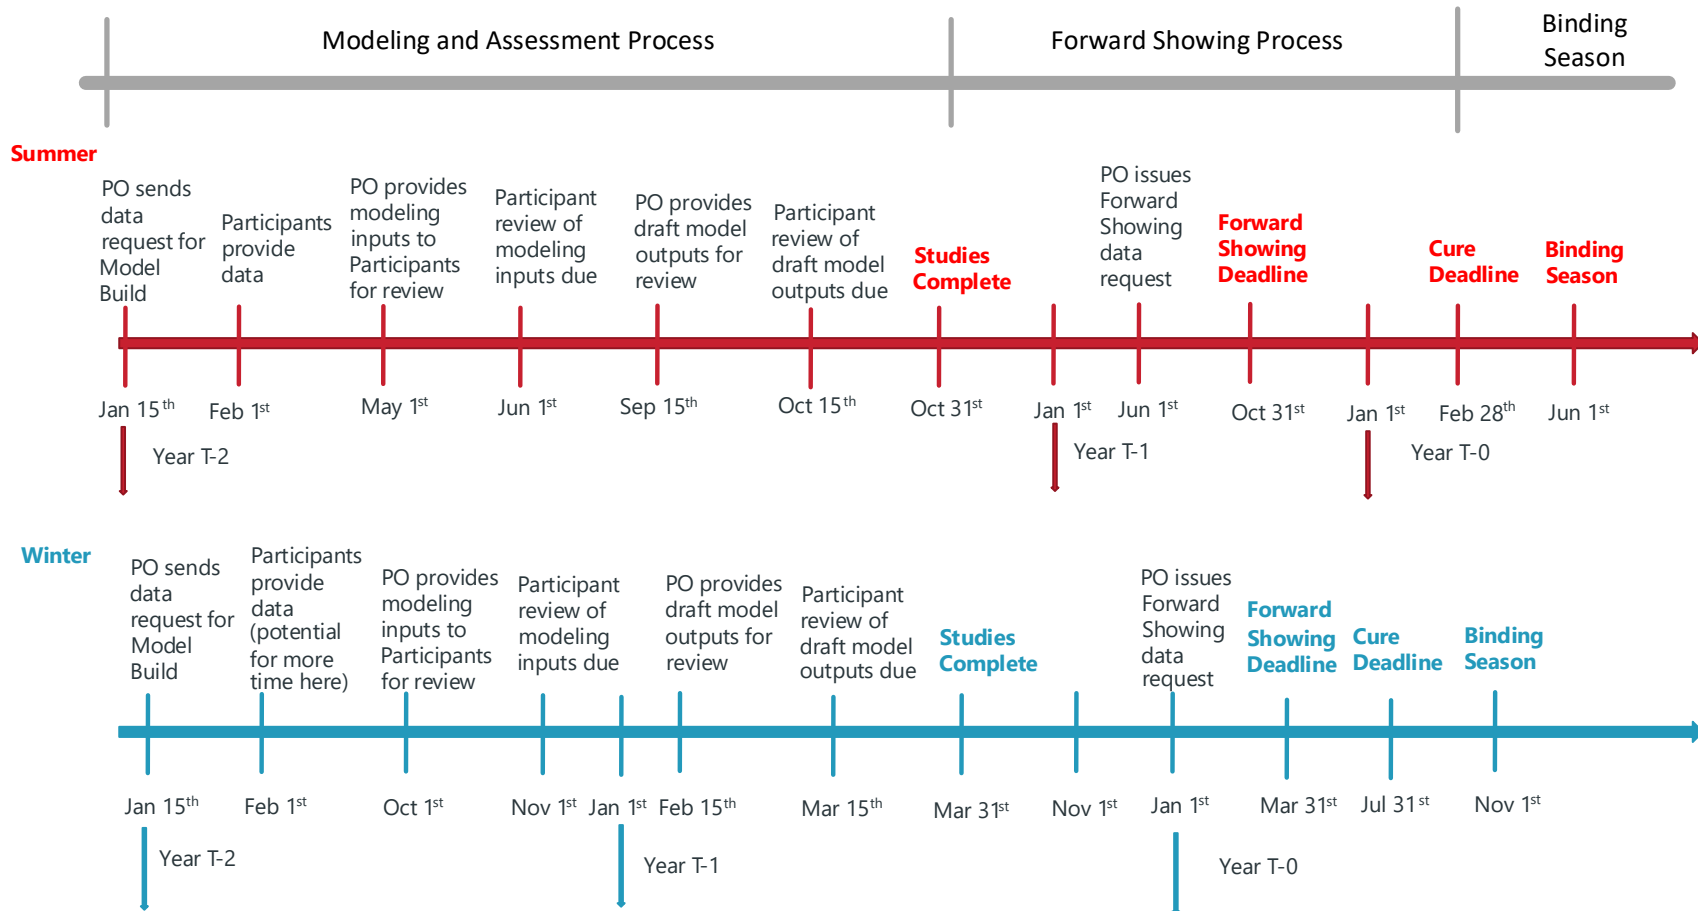 Modeling and Assessment Process
Forward Showing Process
Binding
Season
Summer
PO sends
data
request for
Model
Build
Participants
provide
data
PO provides
modeling
inputs to
Participants
for review
Participant
review of
modeling
inputs due
PO provides
draft model
outputs for
review
Participant
review of
draft model
outputs due
Studies
Complete
PO issues
Forward
Showing
data
request
Forward
Showing
Deadline
Cure
Deadline
Binding
Season
Jan 15th
Feb 1st
May 1st
Jun 1st
Sep 15th
Oct 15th
Oct 31st
Jan 1st
Jun 1st
Oct 31st
Jan 1st
Feb 28th
Jun 1st
Year T-2
Year T-1
Year T-0
Winter
PO sends
data
request for
Model
Build
Participants
provide
data
(potential
for more
time here)
PO provides
modeling
inputs to
Participants
for review
Participant
review of
modeling
inputs due
PO provides
draft model
outputs for
review
Participant
review of
draft model
outputs due
Studies
Complete
PO issues
Forward
Showing
data
request
Forward
Showing
Deadline
Cure
Deadline
Binding
Season
Jan 15th
Feb 1st
Oct 1st
Nov 1st
Jan 1st
Feb 15th
Mar 15th
Mar 31st
Nov 1st
Jan 1st
Mar 31st
Jul 31st
Nov 1st
Year T-2
Year T-1
Year T-0